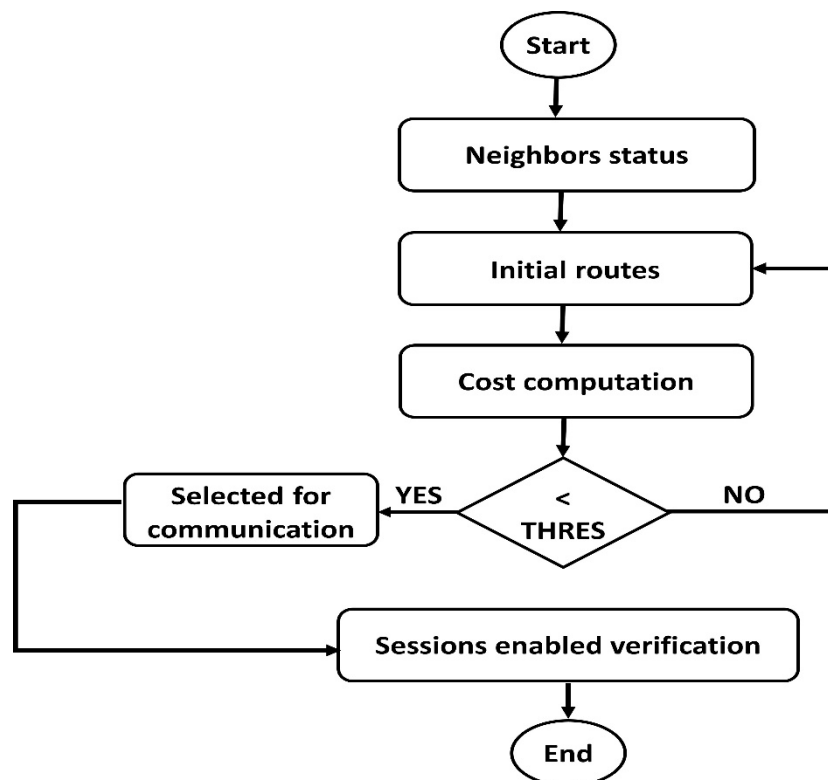 Start
Neighbors status
Initial routes
Cost computation
<
THRES
YES
NO
Selected for
communication
Sessions enabled verification
End